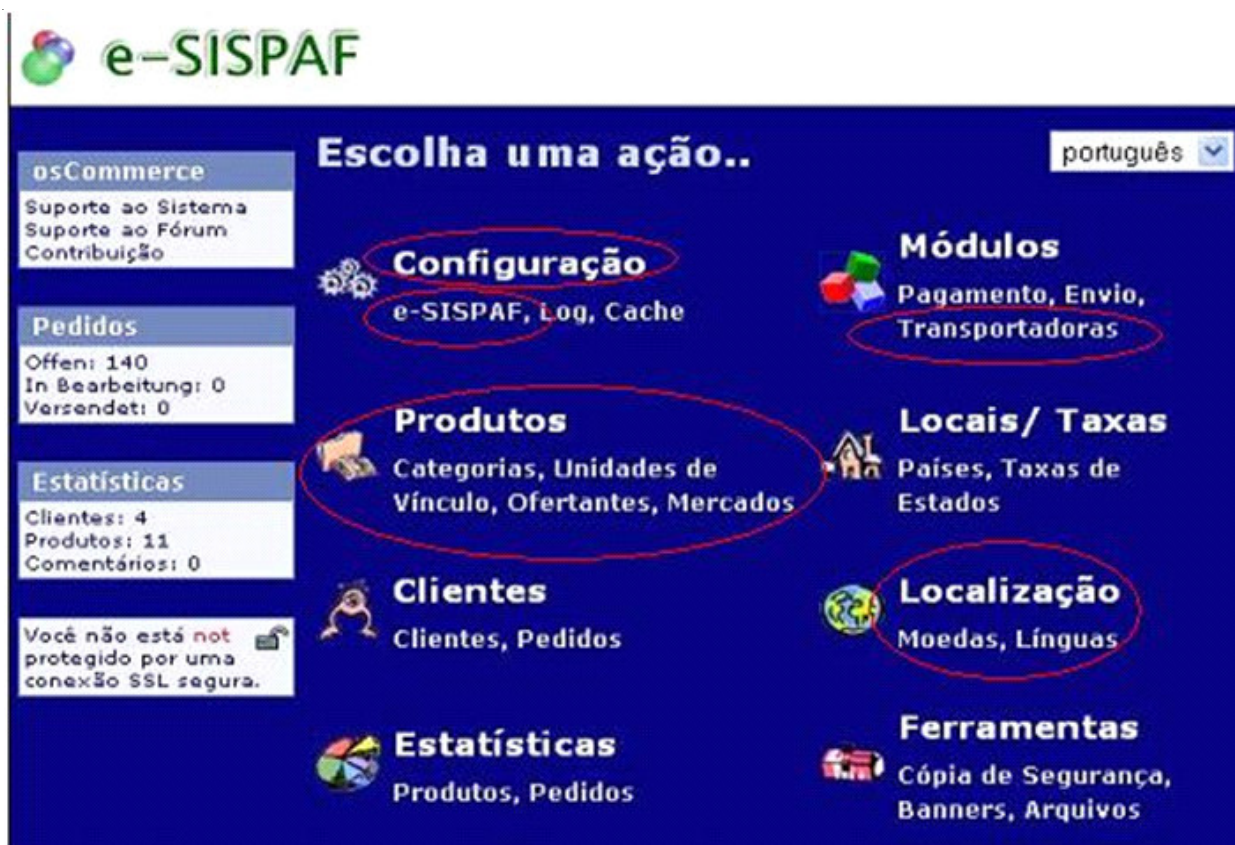 e-SISPAF
osCommerce
Suporte ao Sistema
Suporte ao Fórum
Contribuição
Pedidos
Offen: 140
In Bearbeitung: 0
Versendet: 0
Estatísticas
Clientes: 4
Produtos: 11
Comentários: 0
Você não está not
protegido por uma
conexão SSL segura.
Escolha uma ação..
português
Configuração
e-SISPAF, Log, Cache
Módulos
Pagamento, Envio,
Transportadoras
Produtos
Categorias, Unidades de
Vínculo, Ofertantes, Mercados
Locais/ Taxas
Países, Taxas de
Estados
Clientes
Clientes, Pedidos
Localização
Moedas, Línguas
Estatísticas
Produtos, Pedidos
Ferramentas
Cópia de Segurança,
Banners, Arquivos